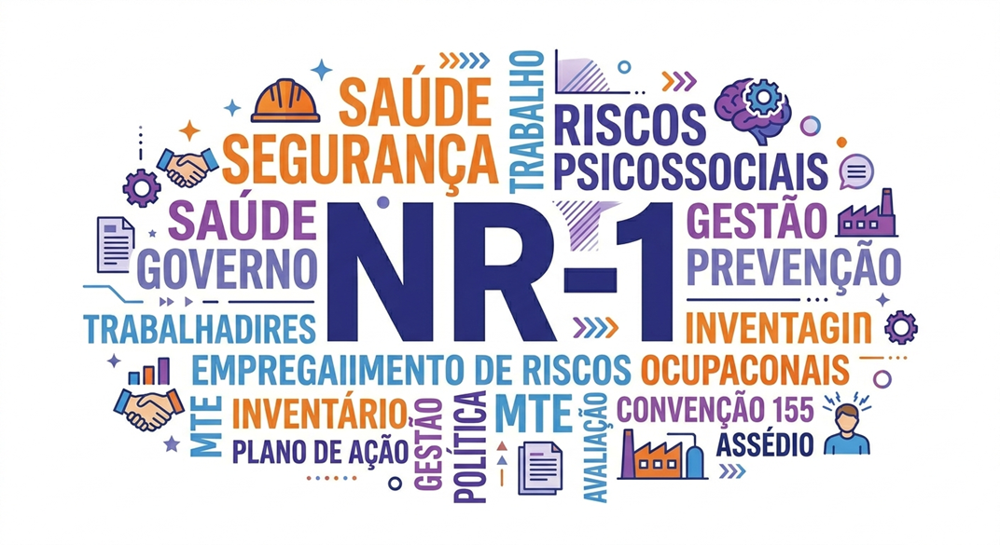 SAÚDE
TRABALHO
RISCOS
SEGURANÇA
PSICOSSOCIAIS
SAÚDE
NR-1
GESTÃO
GOVERNO
PREVENÇÃO
TRABALHADIRES
INVENTAGIn
EMPREGAIIMENTO DE RISCOS OCUPACONAIS
MTE
INVENTÁRIO
GESTÃO
POLÍTICA
MTE
AVALIAÇÃO
CONVENÇÃO 155
PLANO DE AÇÃO
ASSÉDIO